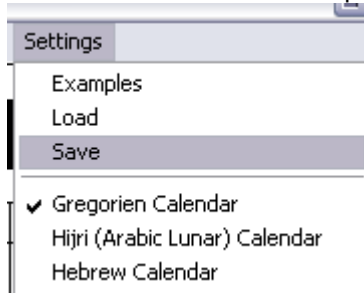 Settings
Examples
Load
Save
Gregorien Calendar
Hijri (Arabic Lunar) Calendar
Hebrew Calendar